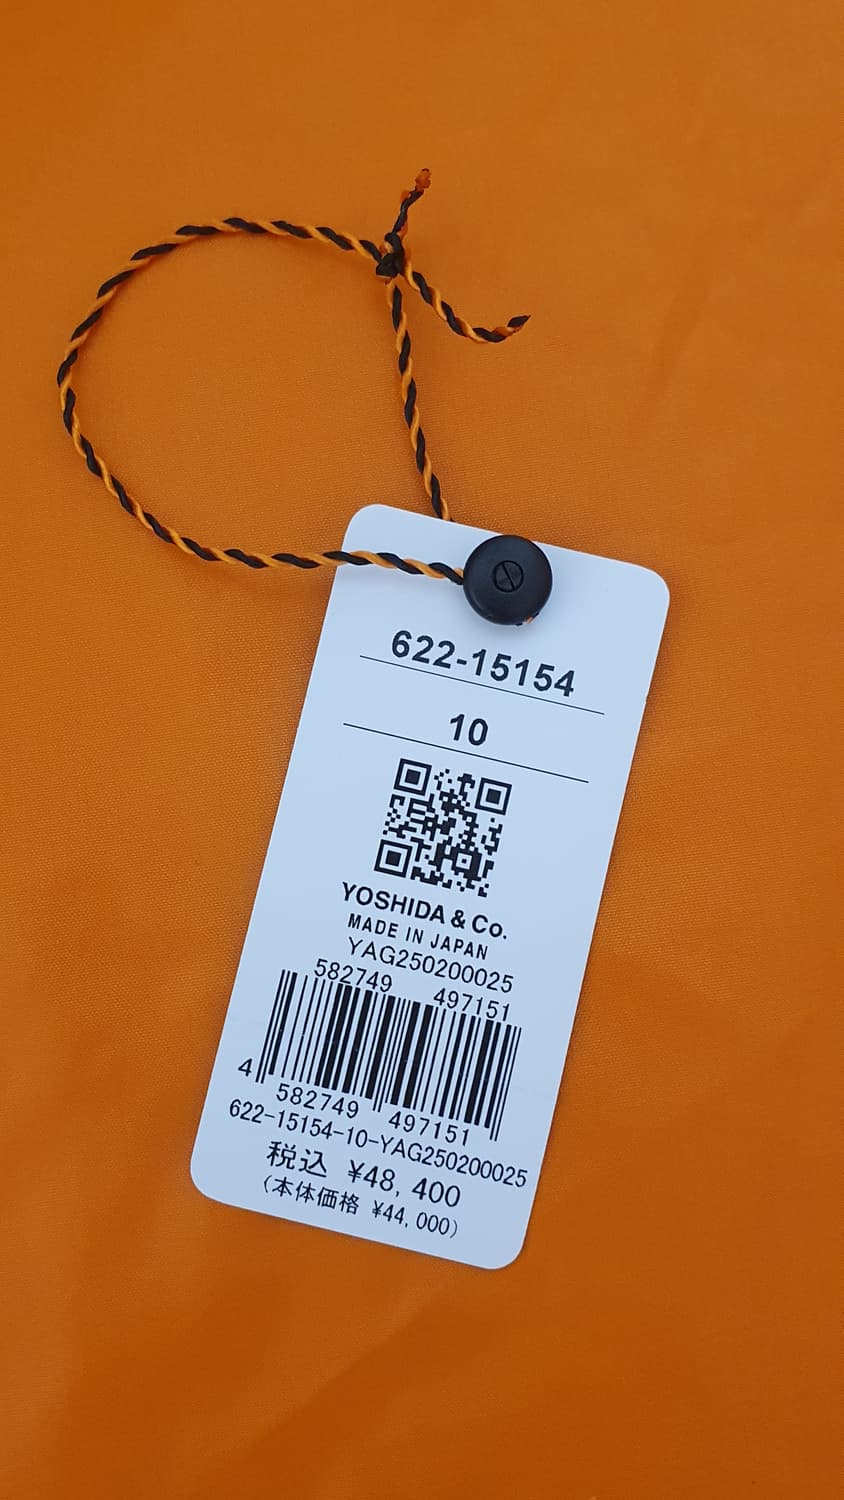 622-15154
10
YOSHIDA & Co.
MADE IN JAPAN
YAG250200025
582749 497151
4 582749 497151
622-15154-10-YAG250200025
税込 ¥48,400
(本体価格 ¥44,000)